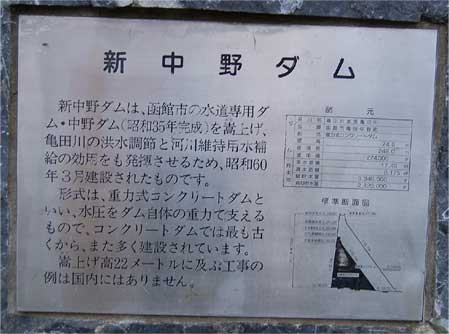 新中野ダム
新中野ダムは、函館市の水道専用ダ
ム・中野ダム(昭和35年完成)を嵩上げ、
亀田川の洪水調節と河川維持用水補
給の効用をも発揮させるため、昭和60
年3月建設されたものです。
形式は、重力式コンクリートダムと
いい、水圧をダム自体の重力で支える
もので、コンクリートダムでは最も古
くから、また多く建設されています。
嵩上げ高22メートルに及ぶ工事の
例は国内にはありません。
諸元
標準断面図